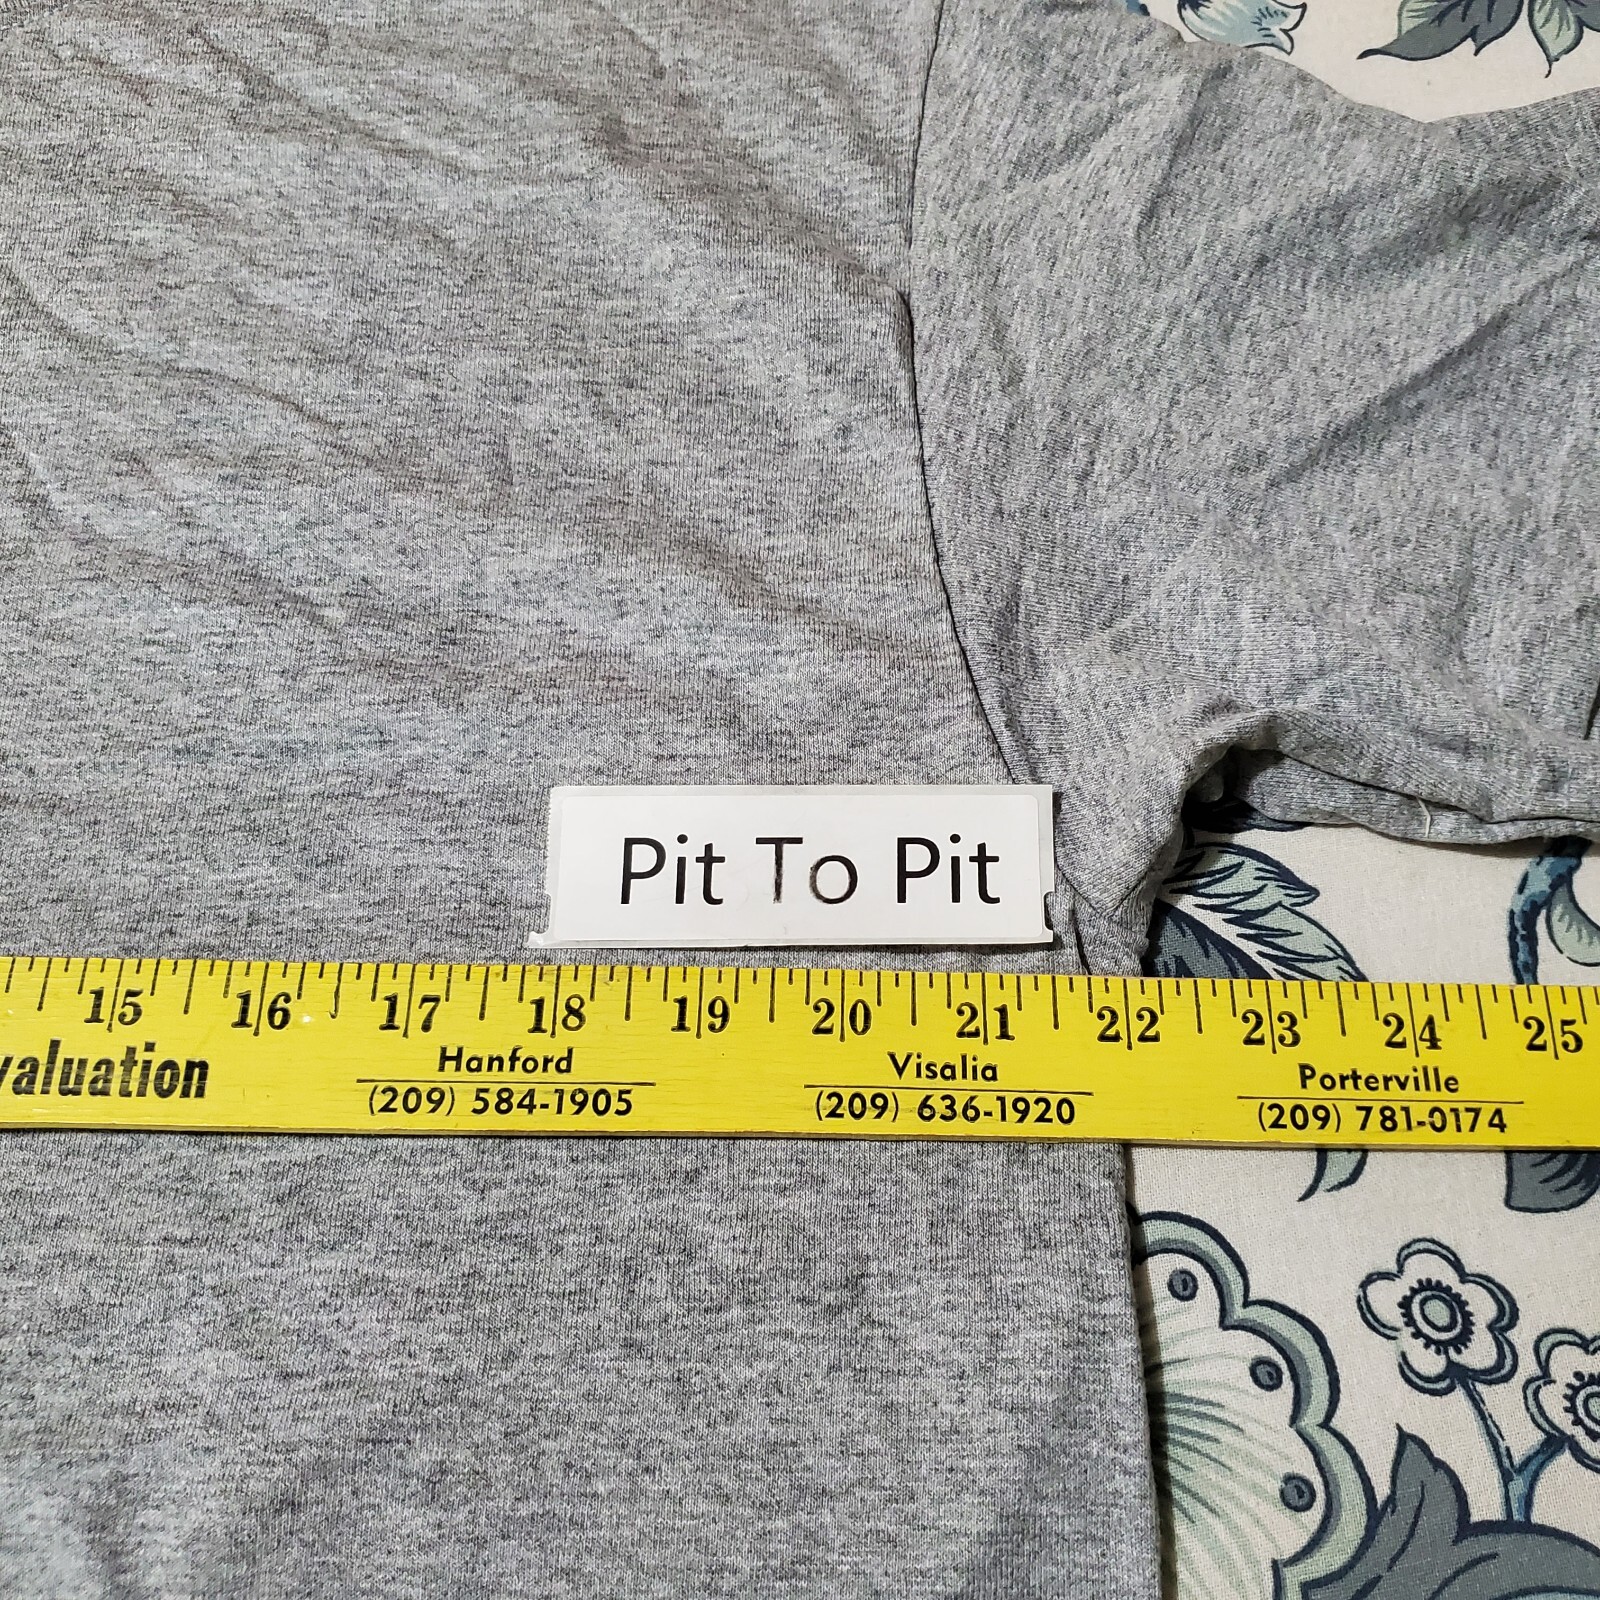 Pit To Pit
15 16 17 18 19 20 21 22 23 24 25
valuation
Hanford
(209) 584-1905
Visalia
(209) 636-1920
Porterville
(209) 781-0174